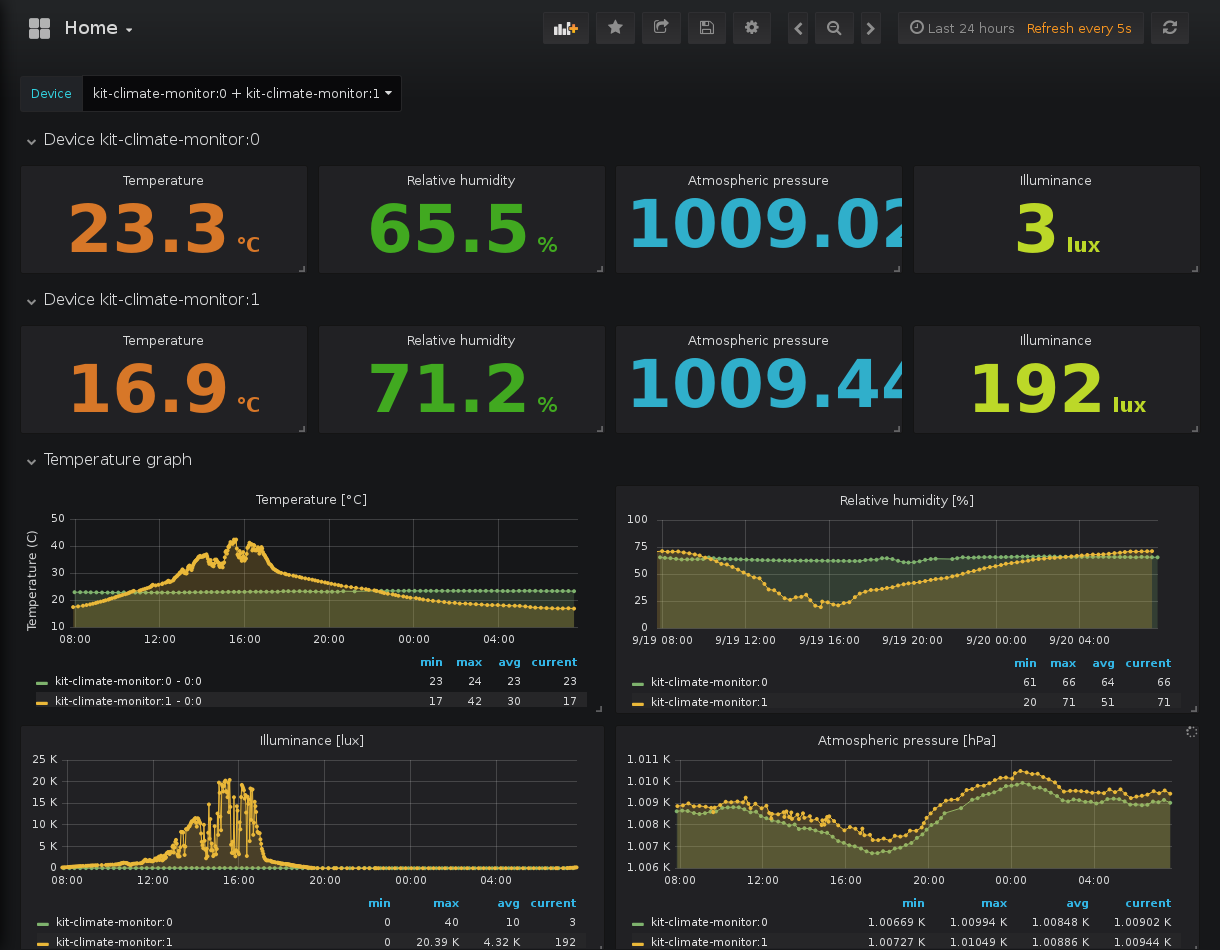 Home
Last 24 hours Refresh every 5s
Device kit-climate-monitor:0 + kit-climate-monitor:1
Device kit-climate-monitor:0
Temperature Relative humidity Atmospheric pressure Illuminance
23.3 °C 65.5 % 1009.02 3 lux
Device kit-climate-monitor:1
Temperature Relative humidity Atmospheric pressure Illuminance
16.9 °C 71.2 % 1009.44 192 lux
Temperature graph
Temperature [°C]
Temperature (C)
50
40
30
20
10
08:00 12:00 16:00 20:00 00:00 04:00
min max avg current
kit-climate-monitor:0 - 0:0 23 24 23 23
kit-climate-monitor:1 - 0:0 17 42 30 17
Relative humidity [%]
100
75
50
25
0
9/19 08:00 9/19 12:00 9/19 16:00 9/19 20:00 9/20 00:00 9/20 04:00
min max avg current
kit-climate-monitor:0 61 66 64 66
kit-climate-monitor:1 20 71 51 71
Illuminance [lux]
25 K
20 K
15 K
10 K
5 K
0
08:00 12:00 16:00 20:00 00:00 04:00
min max avg current
kit-climate-monitor:0 0 40 10 3
kit-climate-monitor:1 0 20.39 K 4.32 K 192
Atmospheric pressure [hPa]
1.011 K
1.010 K
1.009 K
1.008 K
1.007 K
1.006 K
08:00 12:00 16:00 20:00 00:00 04:00
min max avg current
kit-climate-monitor:0 1.00669 K 1.00994 K 1.00848 K 1.00902 K
kit-climate-monitor:1 1.00727 K 1.01049 K 1.00886 K 1.00944 K